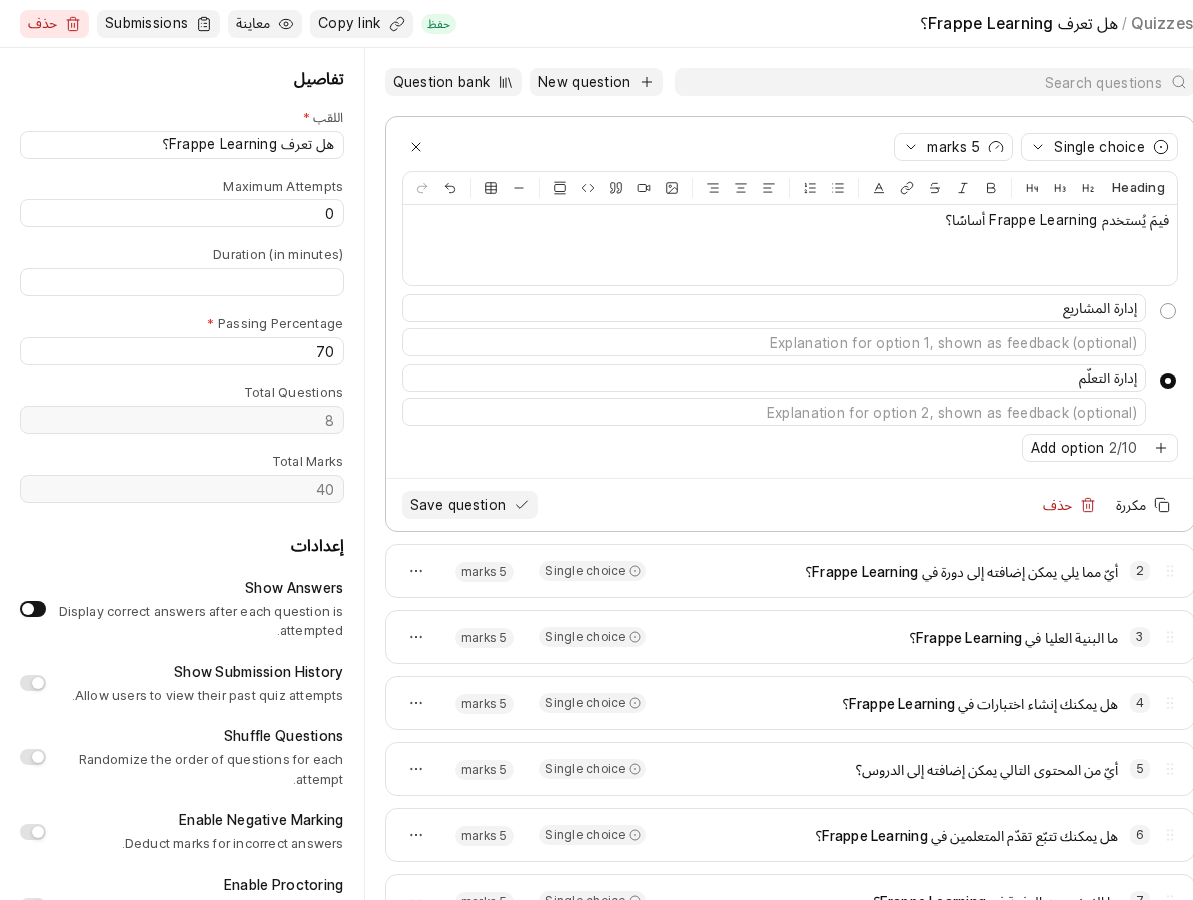 Quizzes / هل تعرف Frappe Learning؟
حفظ
Copy link
معاينة
Submissions
حذف
Search questions
New question
Question bank
Single choice
5 marks
Heading H2 H3 H4
فيمَ يُستخدم Frappe Learning أساسًا؟
إدارة المشاريع
Explanation for option 1, shown as feedback (optional)
إدارة التعلّم
Explanation for option 2, shown as feedback (optional)
Add option 2/10
مكررة
حذف
Save question
2 أيّ مما يلي يمكن إضافته إلى دورة في Frappe Learning؟ Single choice 5 marks
3 ما البنية العليا في Frappe Learning؟ Single choice 5 marks
4 هل يمكنك إنشاء اختبارات في Frappe Learning؟ Single choice 5 marks
5 أيّ من المحتوى التالي يمكن إضافته إلى الدروس؟ Single choice 5 marks
6 هل يمكنك تتبّع تقدّم المتعلمين في Frappe Learning؟ Single choice 5 marks
تفاصيل
اللقب *
هل تعرف Frappe Learning؟
Maximum Attempts
0
Duration (in minutes)
Passing Percentage *
70
Total Questions
8
Total Marks
40
إعدادات
Show Answers
Display correct answers after each question is
attempted.
Show Submission History
Allow users to view their past quiz attempts.
Shuffle Questions
Randomize the order of questions for each
attempt.
Enable Negative Marking
Deduct marks for incorrect answers.
Enable Proctoring